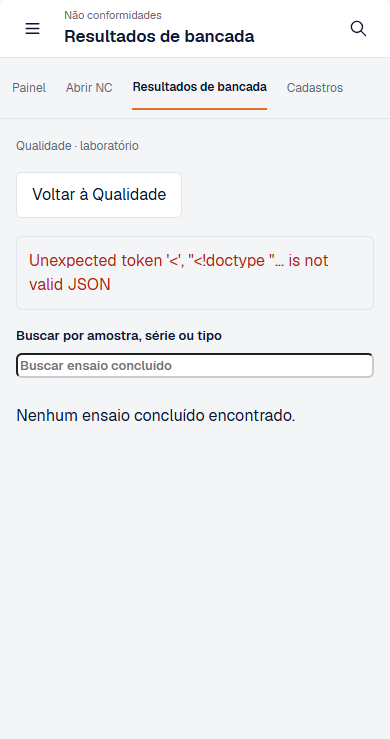 Não conformidades
Resultados de bancada
Painel
Abrir NC
Resultados de bancada
Cadastros
Qualidade · laboratório
Voltar à Qualidade
Unexpected token '<', "<!doctype "... is not
valid JSON
Buscar por amostra, série ou tipo
Buscar ensaio concluído
Nenhum ensaio concluído encontrado.